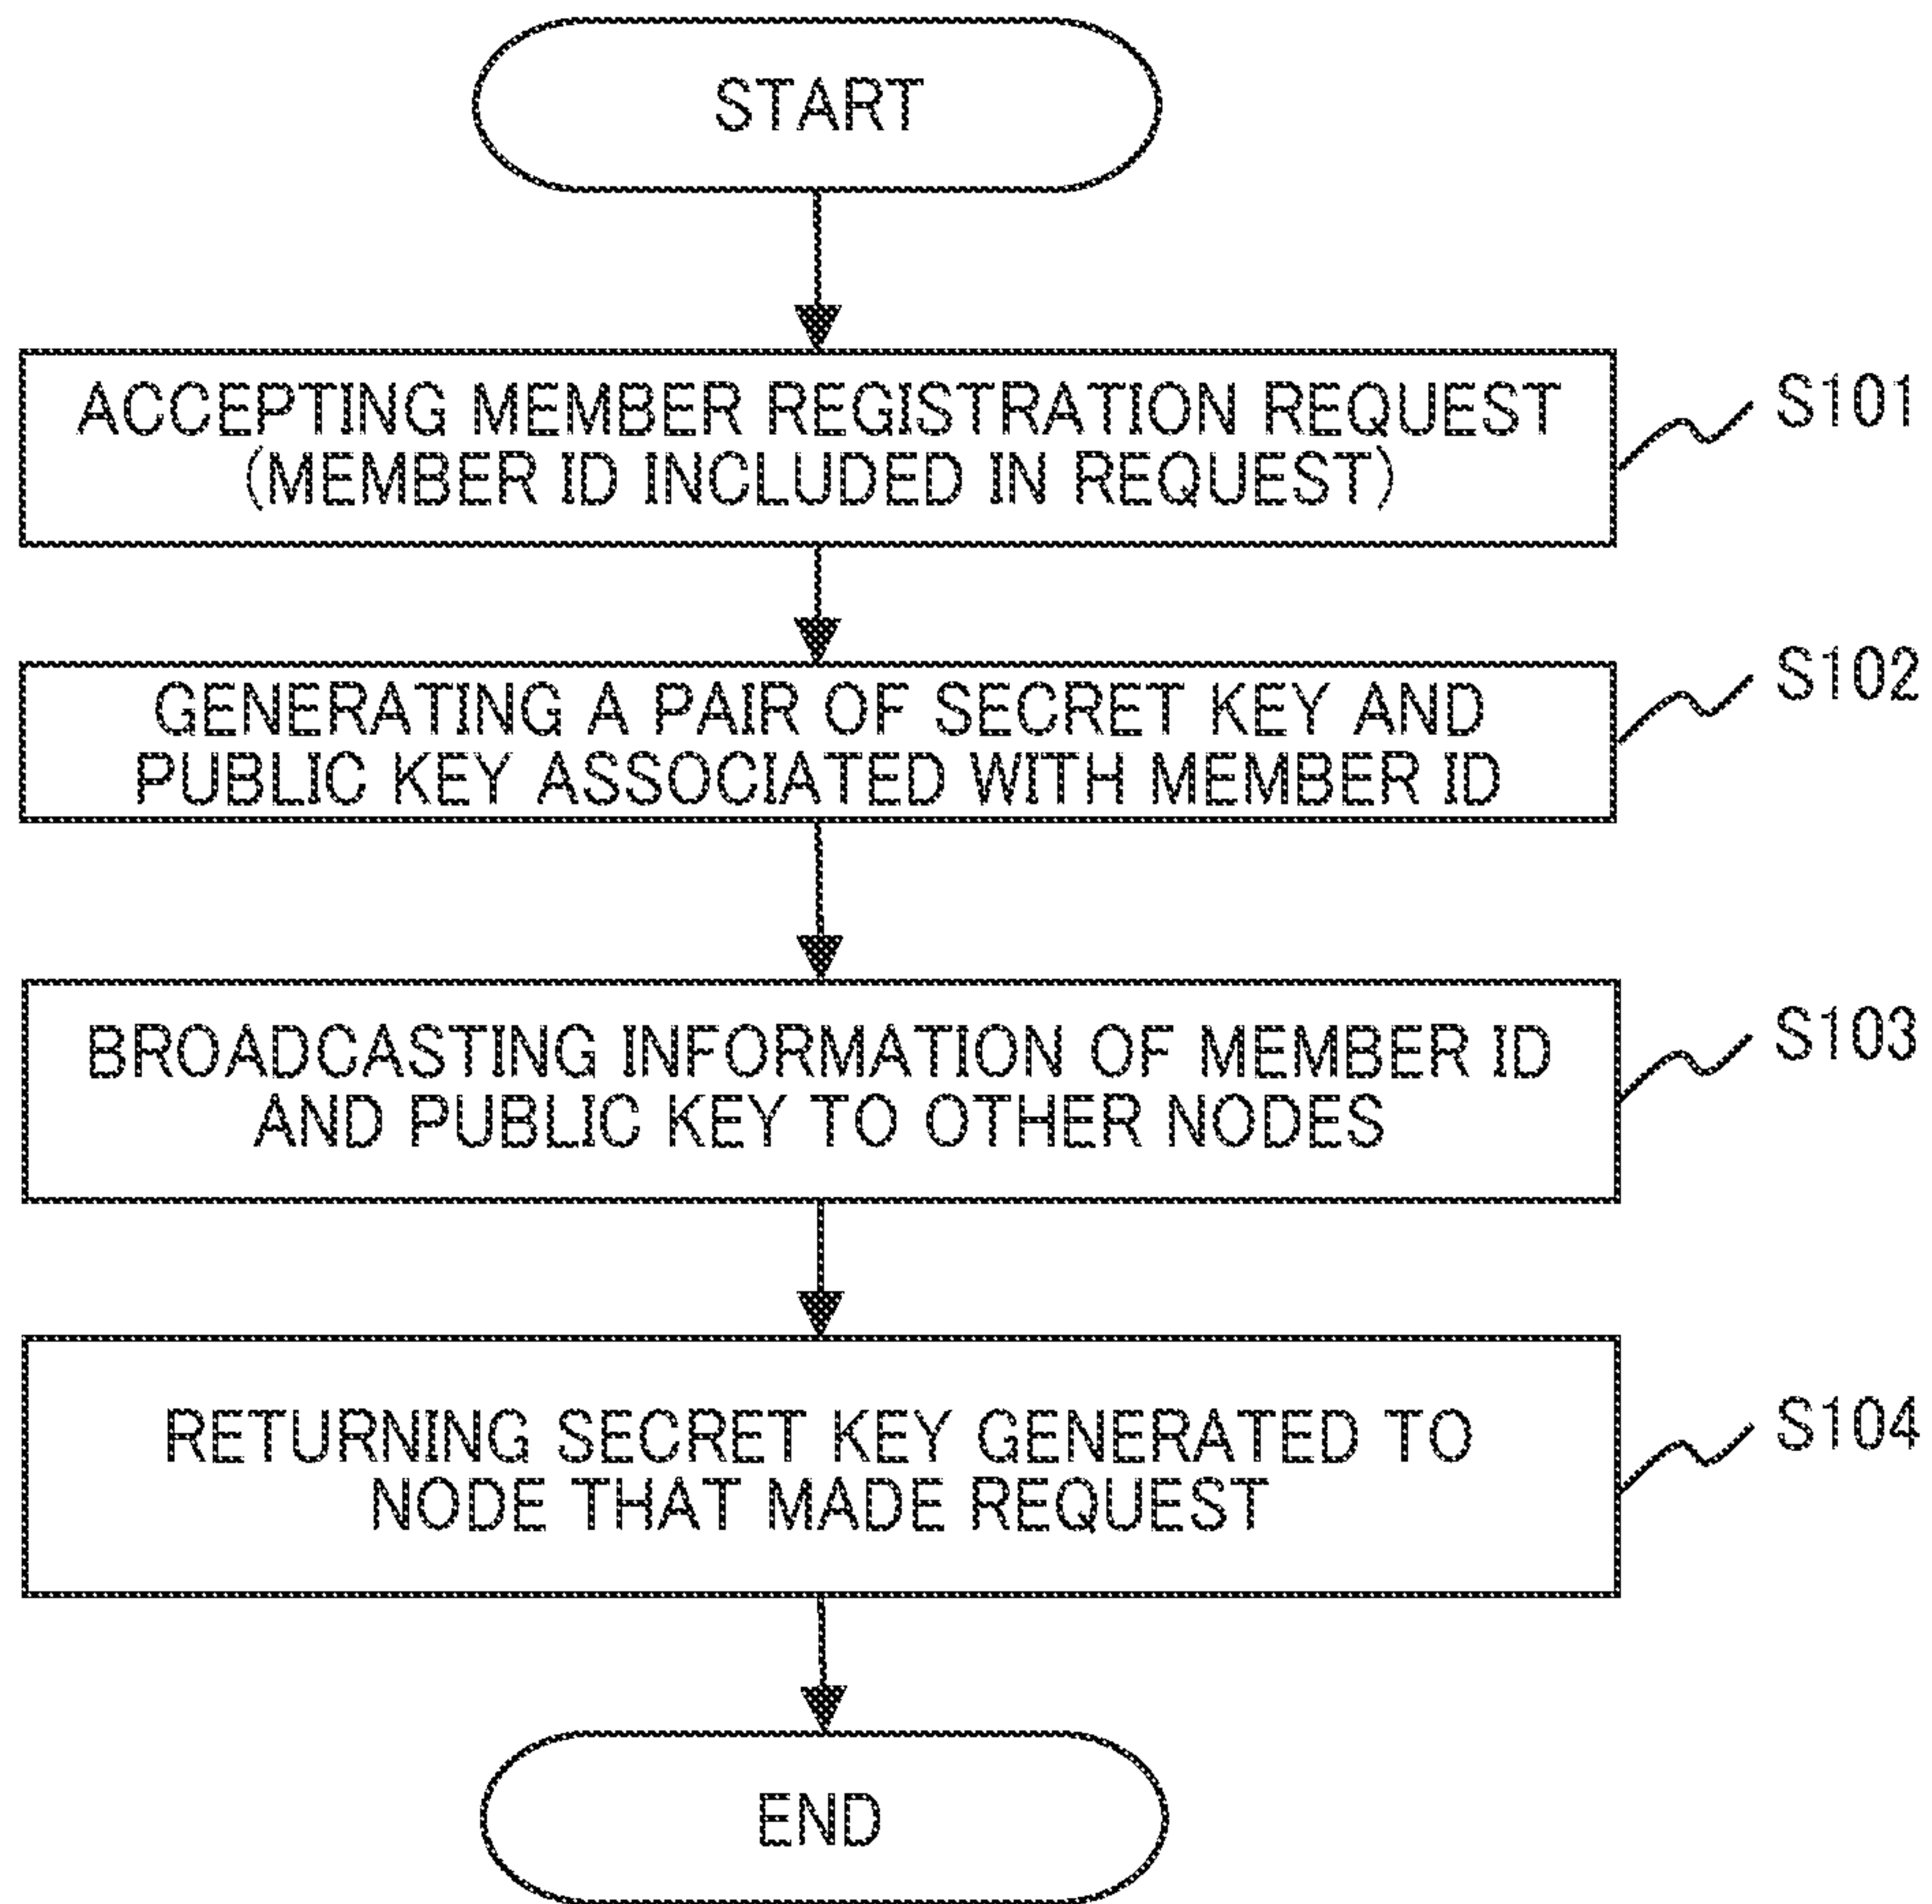 START
ACCEPTING MEMBER REGISTRATION REQUEST
(MEMBER ID INCLUDED IN REQUEST)
S101
GENERATING A PAIR OF SECRET KEY AND
PUBLIC KEY ASSOCIATED WITH MEMBER ID
S102
BROADCASTING INFORMATION OF MEMBER ID
AND PUBLIC KEY TO OTHER NODES
S103
RETURNING SECRET KEY GENERATED TO
NODE THAT MADE REQUEST
S104
END